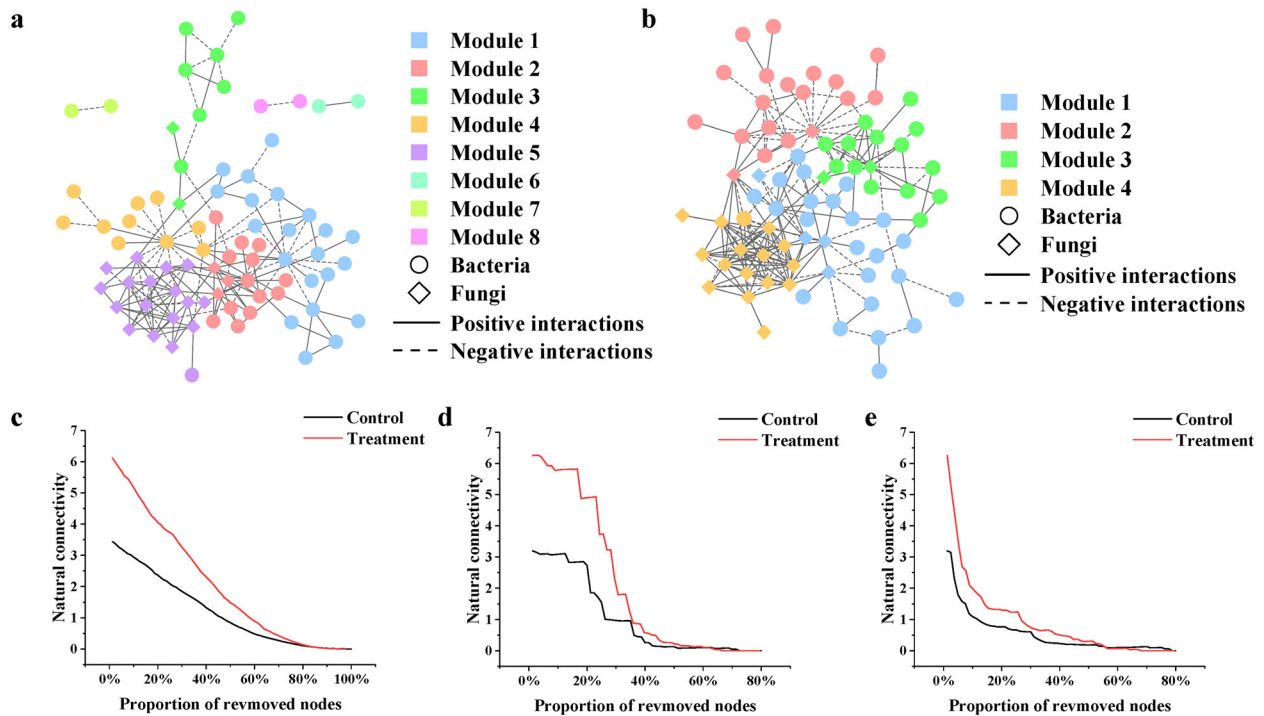 a
Module 1
Module 2
Module 3
Module 4
Module 5
Module 6
Module 7
Module 8
Bacteria
Fungi
Positive interactions
Negative interactions
b
Module 1
Module 2
Module 3
Module 4
Bacteria
Fungi
Positive interactions
Negative interactions
c
Control
Treatment
7
6
5
4
3
2
1
0
Natural connectivity
0% 20% 40% 60% 80% 100%
Proportion of revmoved nodes
d
Control
Treatment
7
6
5
4
3
2
1
0
Natural connectivity
0% 20% 40% 60% 80%
Proportion of revmoved nodes
e
Control
Treatment
7
6
5
4
3
2
1
0
Natural connectivity
0% 20% 40% 60% 80%
Proportion of revmoved nodes